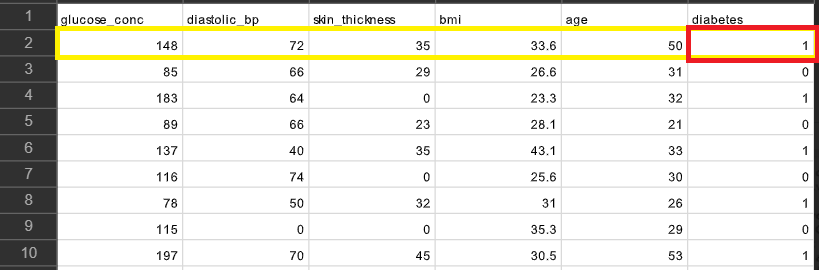 1 glucose_conc diastolic_bp skin_thickness bmi age diabetes
2 148 72 35 33.6 50 1
3 85 66 29 26.6 31 0
4 183 64 0 23.3 32 1
5 89 66 23 28.1 21 0
6 137 40 35 43.1 33 1
7 116 74 0 25.6 30 0
8 78 50 32 31 26 1
9 115 0 0 35.3 29 0
10 197 70 45 30.5 53 1